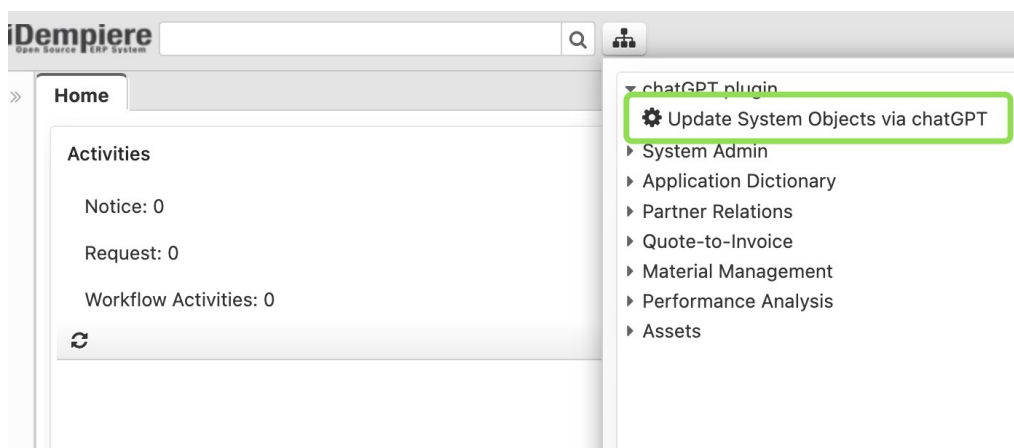 iDempiere
Open Source ERP System
Home
Activities
Notice: 0
Request: 0
Workflow Activities: 0
chatGPT plugin
Update System Objects via chatGPT
System Admin
Application Dictionary
Partner Relations
Quote-to-Invoice
Material Management
Performance Analysis
Assets